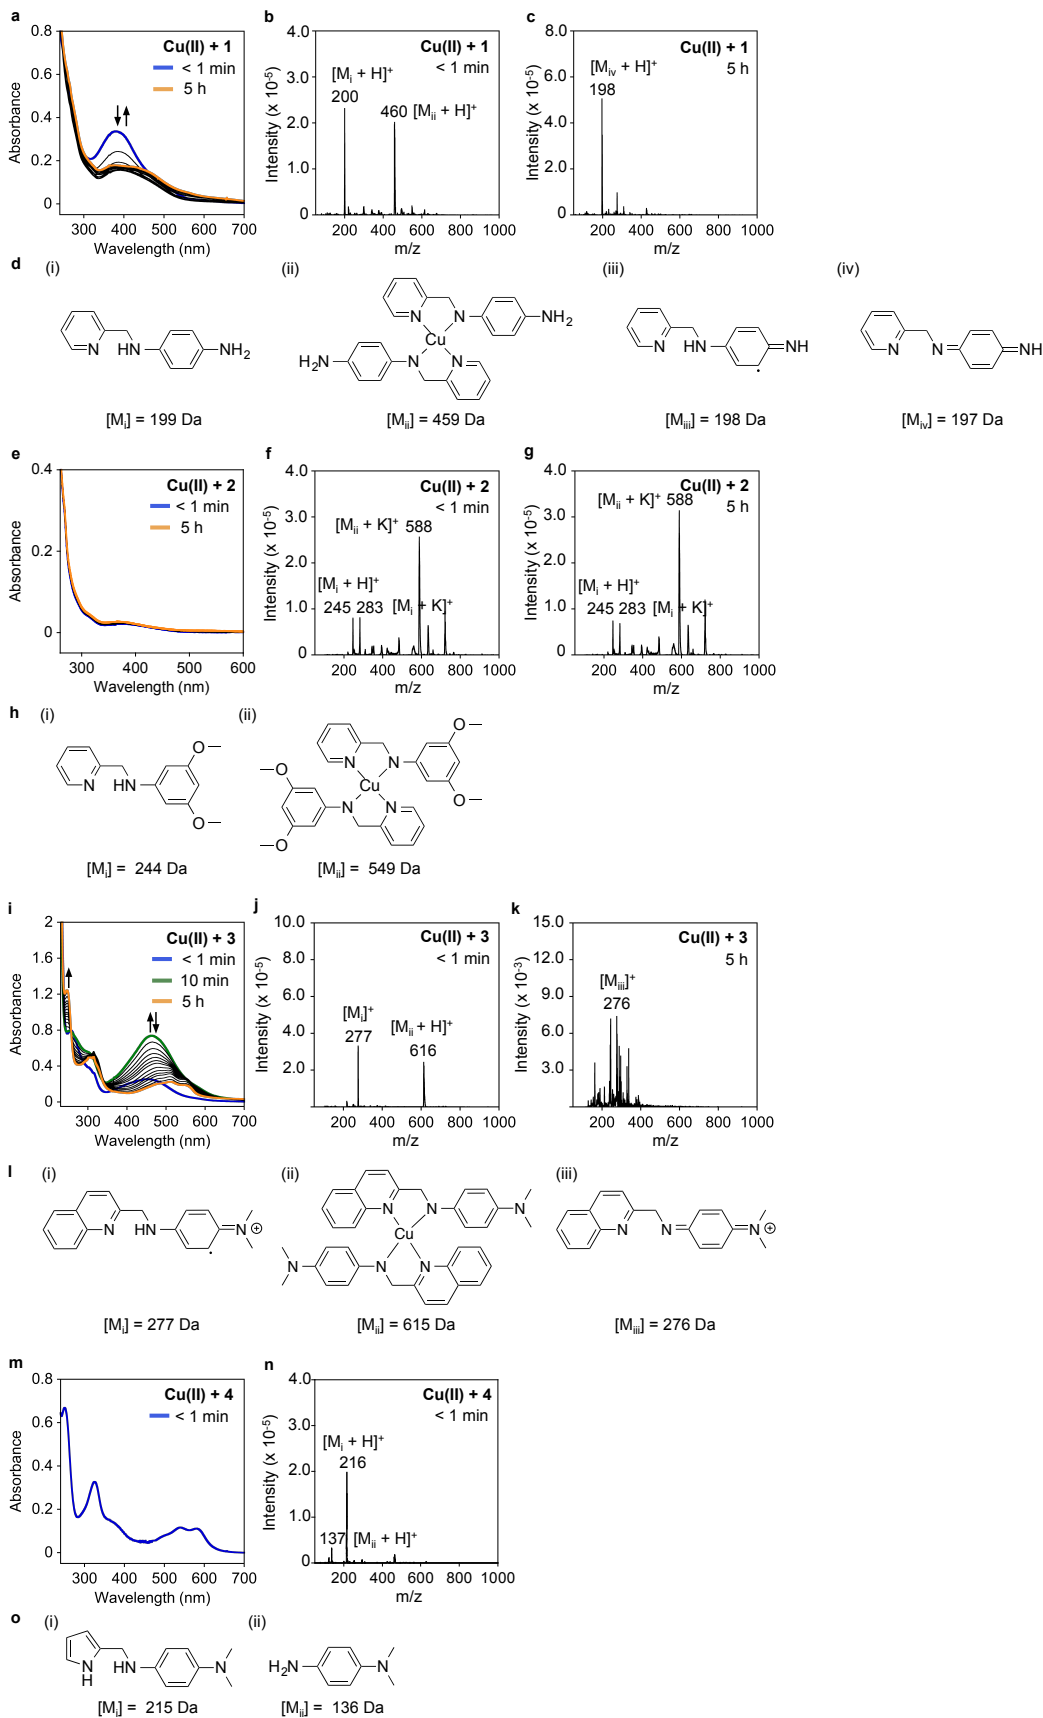 a
b
c
0.8
0.6
0.4
0.2
0
Absorbance
300 400 500 600 700
Wavelength (nm)
Cu(II) + 1
< 1 min
5 h
4.0
3.0
2.0
1.0
0
Intensity (x 10⁻⁵)
200 400 600 800 1000
m/z
Cu(II) + 1
< 1 min
[Mᵢ + H]⁺
200
460 [Mᵢᵢ + H]⁺
8.0
6.0
4.0
2.0
0
Intensity (x 10⁻⁵)
200 400 600 800 1000
m/z
Cu(II) + 1
5 h
[Mᵢᵥ + H]⁺
198
d
(i)
(ii)
(iii)
(iv)
N HN NH₂
N N Cu NH₂
H₂N N N
N HN NH
N N NH
[Mᵢ] = 199 Da
[Mᵢᵢ] = 459 Da
[Mᵢᵢᵢ] = 198 Da
[Mᵢᵥ] = 197 Da
e
f
g
0.4
0.2
0
Absorbance
300 400 500 600
Wavelength (nm)
Cu(II) + 2
< 1 min
5 h
4.0
3.0
2.0
1.0
0
Intensity (x 10⁻⁵)
200 400 600 800 1000
m/z
Cu(II) + 2
< 1 min
[Mᵢᵢ + K]⁺ 588
[Mᵢ + H]⁺
245 283 [Mᵢ + K]⁺
4.0
3.0
2.0
1.0
0
Intensity (x 10⁻⁵)
200 400 600 800 1000
m/z
Cu(II) + 2
5 h
[Mᵢᵢ + K]⁺ 588
[Mᵢ + H]⁺
245 283 [Mᵢ + K]⁺
h
(i)
(ii)
N HN O O
N N Cu O O
O O N N
[Mᵢ] = 244 Da
[Mᵢᵢ] = 549 Da
i
j
k
2
1.6
1.2
0.8
0.4
0
Absorbance
300 400 500 600 700
Wavelength (nm)
Cu(II) + 3
< 1 min
10 min
5 h
10.0
8.0
6.0
4.0
2.0
Intensity (x 10⁻⁵)
200 400 600 800 1000
m/z
Cu(II) + 3
< 1 min
[Mᵢ]⁺
277
[Mᵢᵢ + H]⁺
616
15.0
9.0
6.0
3.0
Intensity (x 10⁻³)
200 400 600 800 1000
m/z
Cu(II) + 3
5 h
[Mᵢᵢᵢ]⁺
276
l
(i)
(ii)
(iii)
N HN N ⊕
N N Cu N
N N N
N N N ⊕
[Mᵢ] = 277 Da
[Mᵢᵢ] = 615 Da
[Mᵢᵢᵢ] = 276 Da
m
n
0.8
0.6
0.4
0.2
0
Absorbance
300 400 500 600 700
Wavelength (nm)
Cu(II) + 4
< 1 min
4.0
3.0
2.0
1.0
0
Intensity (x 10⁻⁵)
200 400 600 800 1000
m/z
Cu(II) + 4
< 1 min
[Mᵢ + H]⁺
216
137 [Mᵢᵢ + H]⁺
o
(i)
(ii)
N H HN N
H₂N N
[Mᵢ] = 215 Da
[Mᵢᵢ] = 136 Da